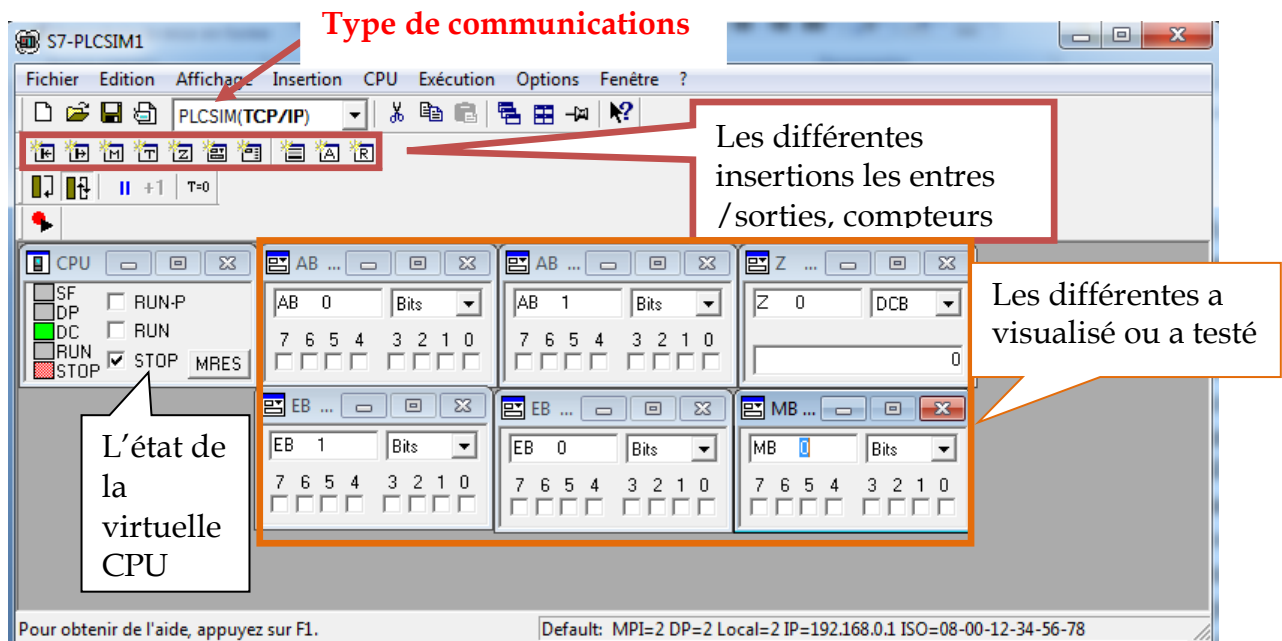 Type de communications
S7-PLCSIM1
Fichier Edition Affichage Insertion CPU Exécution Options Fenêtre ?
PLCSIM(TCP/IP)
Les différentes
insertions les entres
/sorties, compteurs
+1 T=0
CPU
SF
DP
DC
RUN
STOP
RUN-P
RUN
STOP
MRES
AB ...
AB 0 Bits
7 6 5 4 3 2 1 0
AB ...
AB 1 Bits
7 6 5 4 3 2 1 0
Z ...
Z 0 DCB
0
Les différentes a
visualisé ou a testé
EB ...
EB 1 Bits
7 6 5 4 3 2 1 0
EB ...
EB 0 Bits
7 6 5 4 3 2 1 0
MB ...
MB 0 Bits
7 6 5 4 3 2 1 0
L’état de
la
virtuelle
CPU
Pour obtenir de l'aide, appuyez sur F1.
Default: MPI=2 DP=2 Local=2 IP=192.168.0.1 ISO=08-00-12-34-56-78